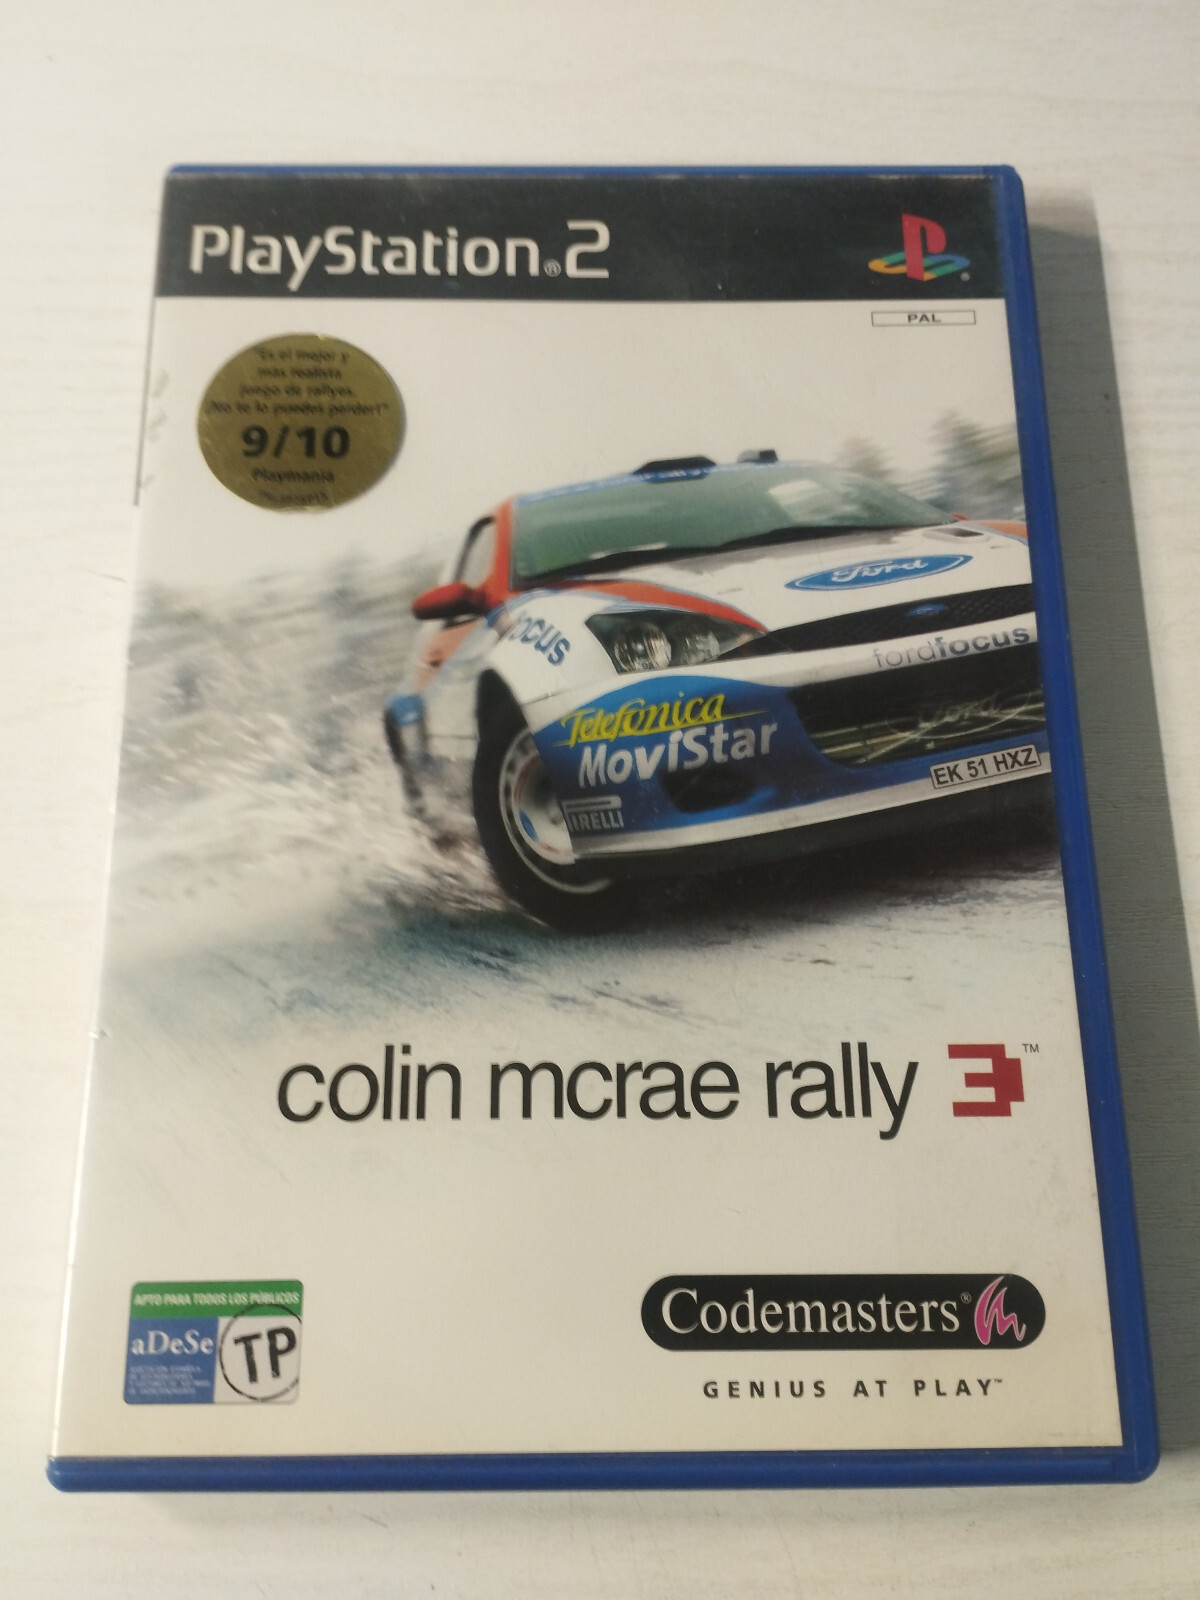 PlayStation®2
PAL
"Es el mejor y
más realista
juego de rallyes.
¡No te lo puedes perder!"
9/10
Playmania
Ford
focus
fordfocus
Ford
Telefónica
MoviStar
EK 51 HXZ
PIRELLI
colin mcrae rally 3™
APTO PARA TODOS LOS PÚBLICOS
aDeSe
TP
Codemasters®
GENIUS AT PLAY™